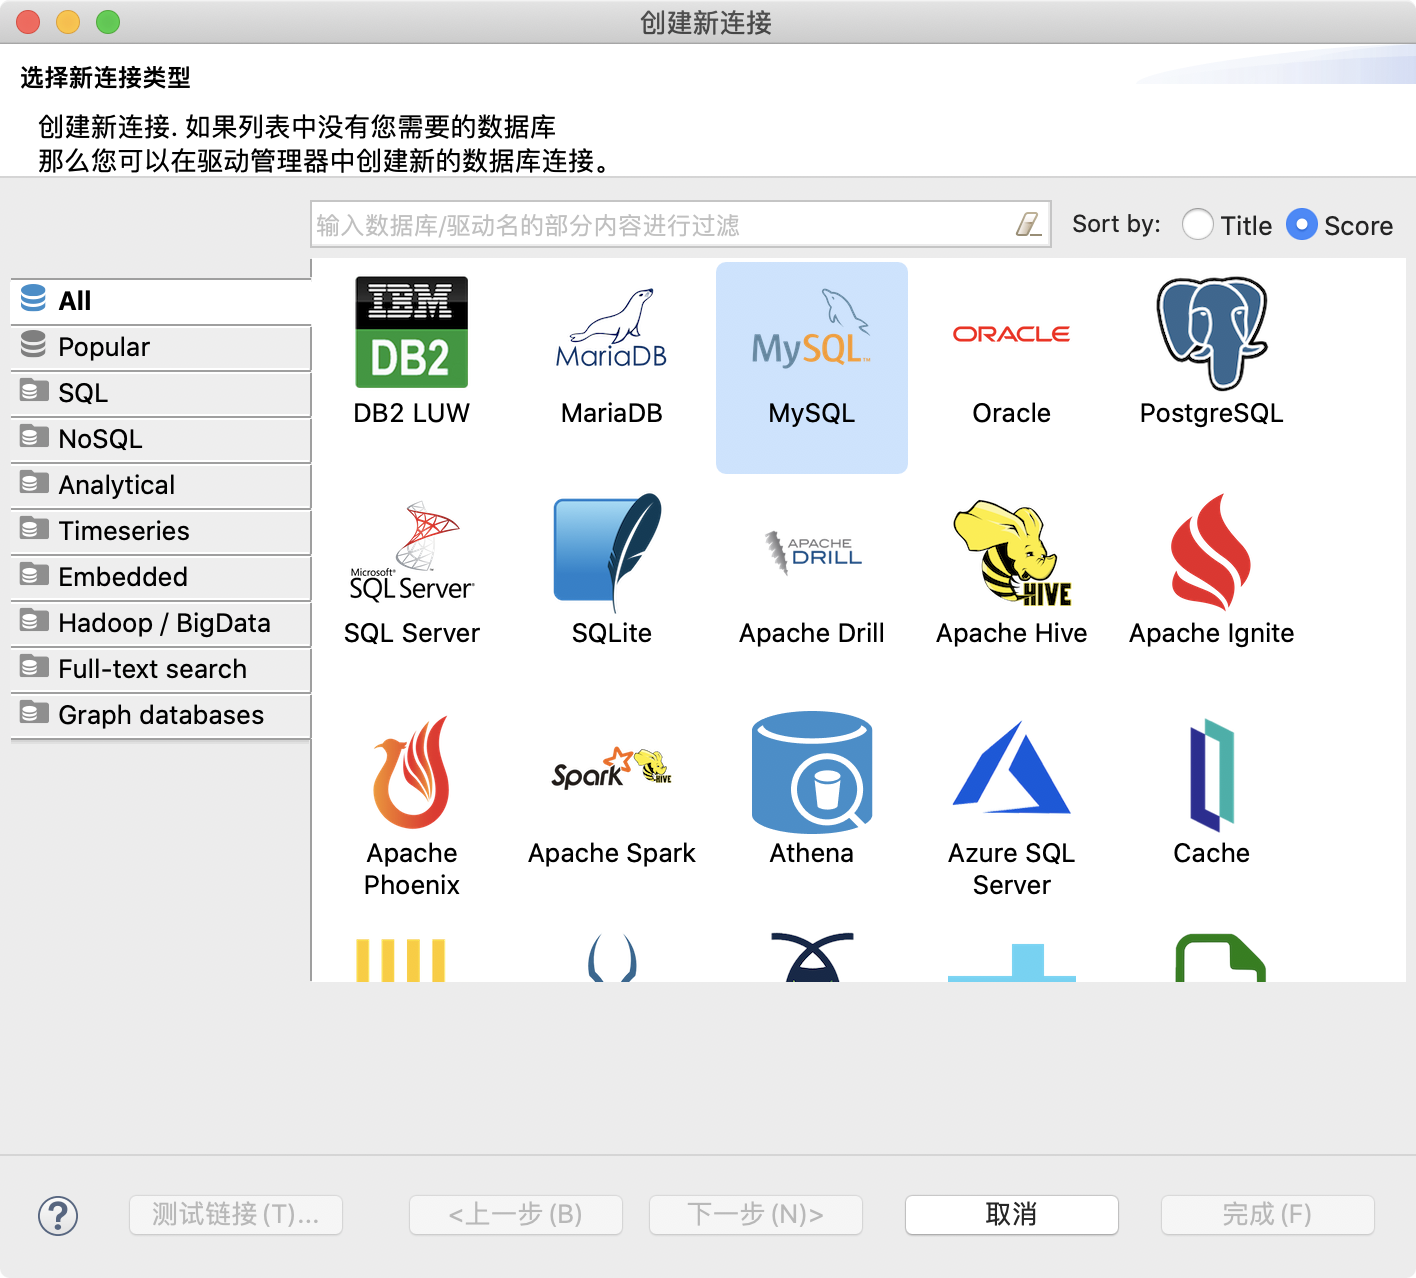 创建新连接
选择新连接类型
创建新连接. 如果列表中没有您需要的数据库
那么您可以在驱动管理器中创建新的数据库连接。
输入数据库/驱动名的部分内容进行过滤
Sort by:
Title
Score
All
Popular
SQL
NoSQL
Analytical
Timeseries
Embedded
Hadoop / BigData
Full-text search
Graph databases
IBM
DB2
DB2 LUW
MariaDB
MariaDB
MySQL™
MySQL
ORACLE
Oracle
PostgreSQL
Microsoft®
SQL Server®
SQL Server
SQLite
APACHE
DRILL
Apache Drill
HIVE
Apache Hive
Apache Ignite
Apache
Phoenix
Spark
HIVE
Apache Spark
Athena
Azure SQL
Server
Cache
?
测试链接 (T)...
<上一步 (B)
下一步 (N)>
取消
完成 (F)